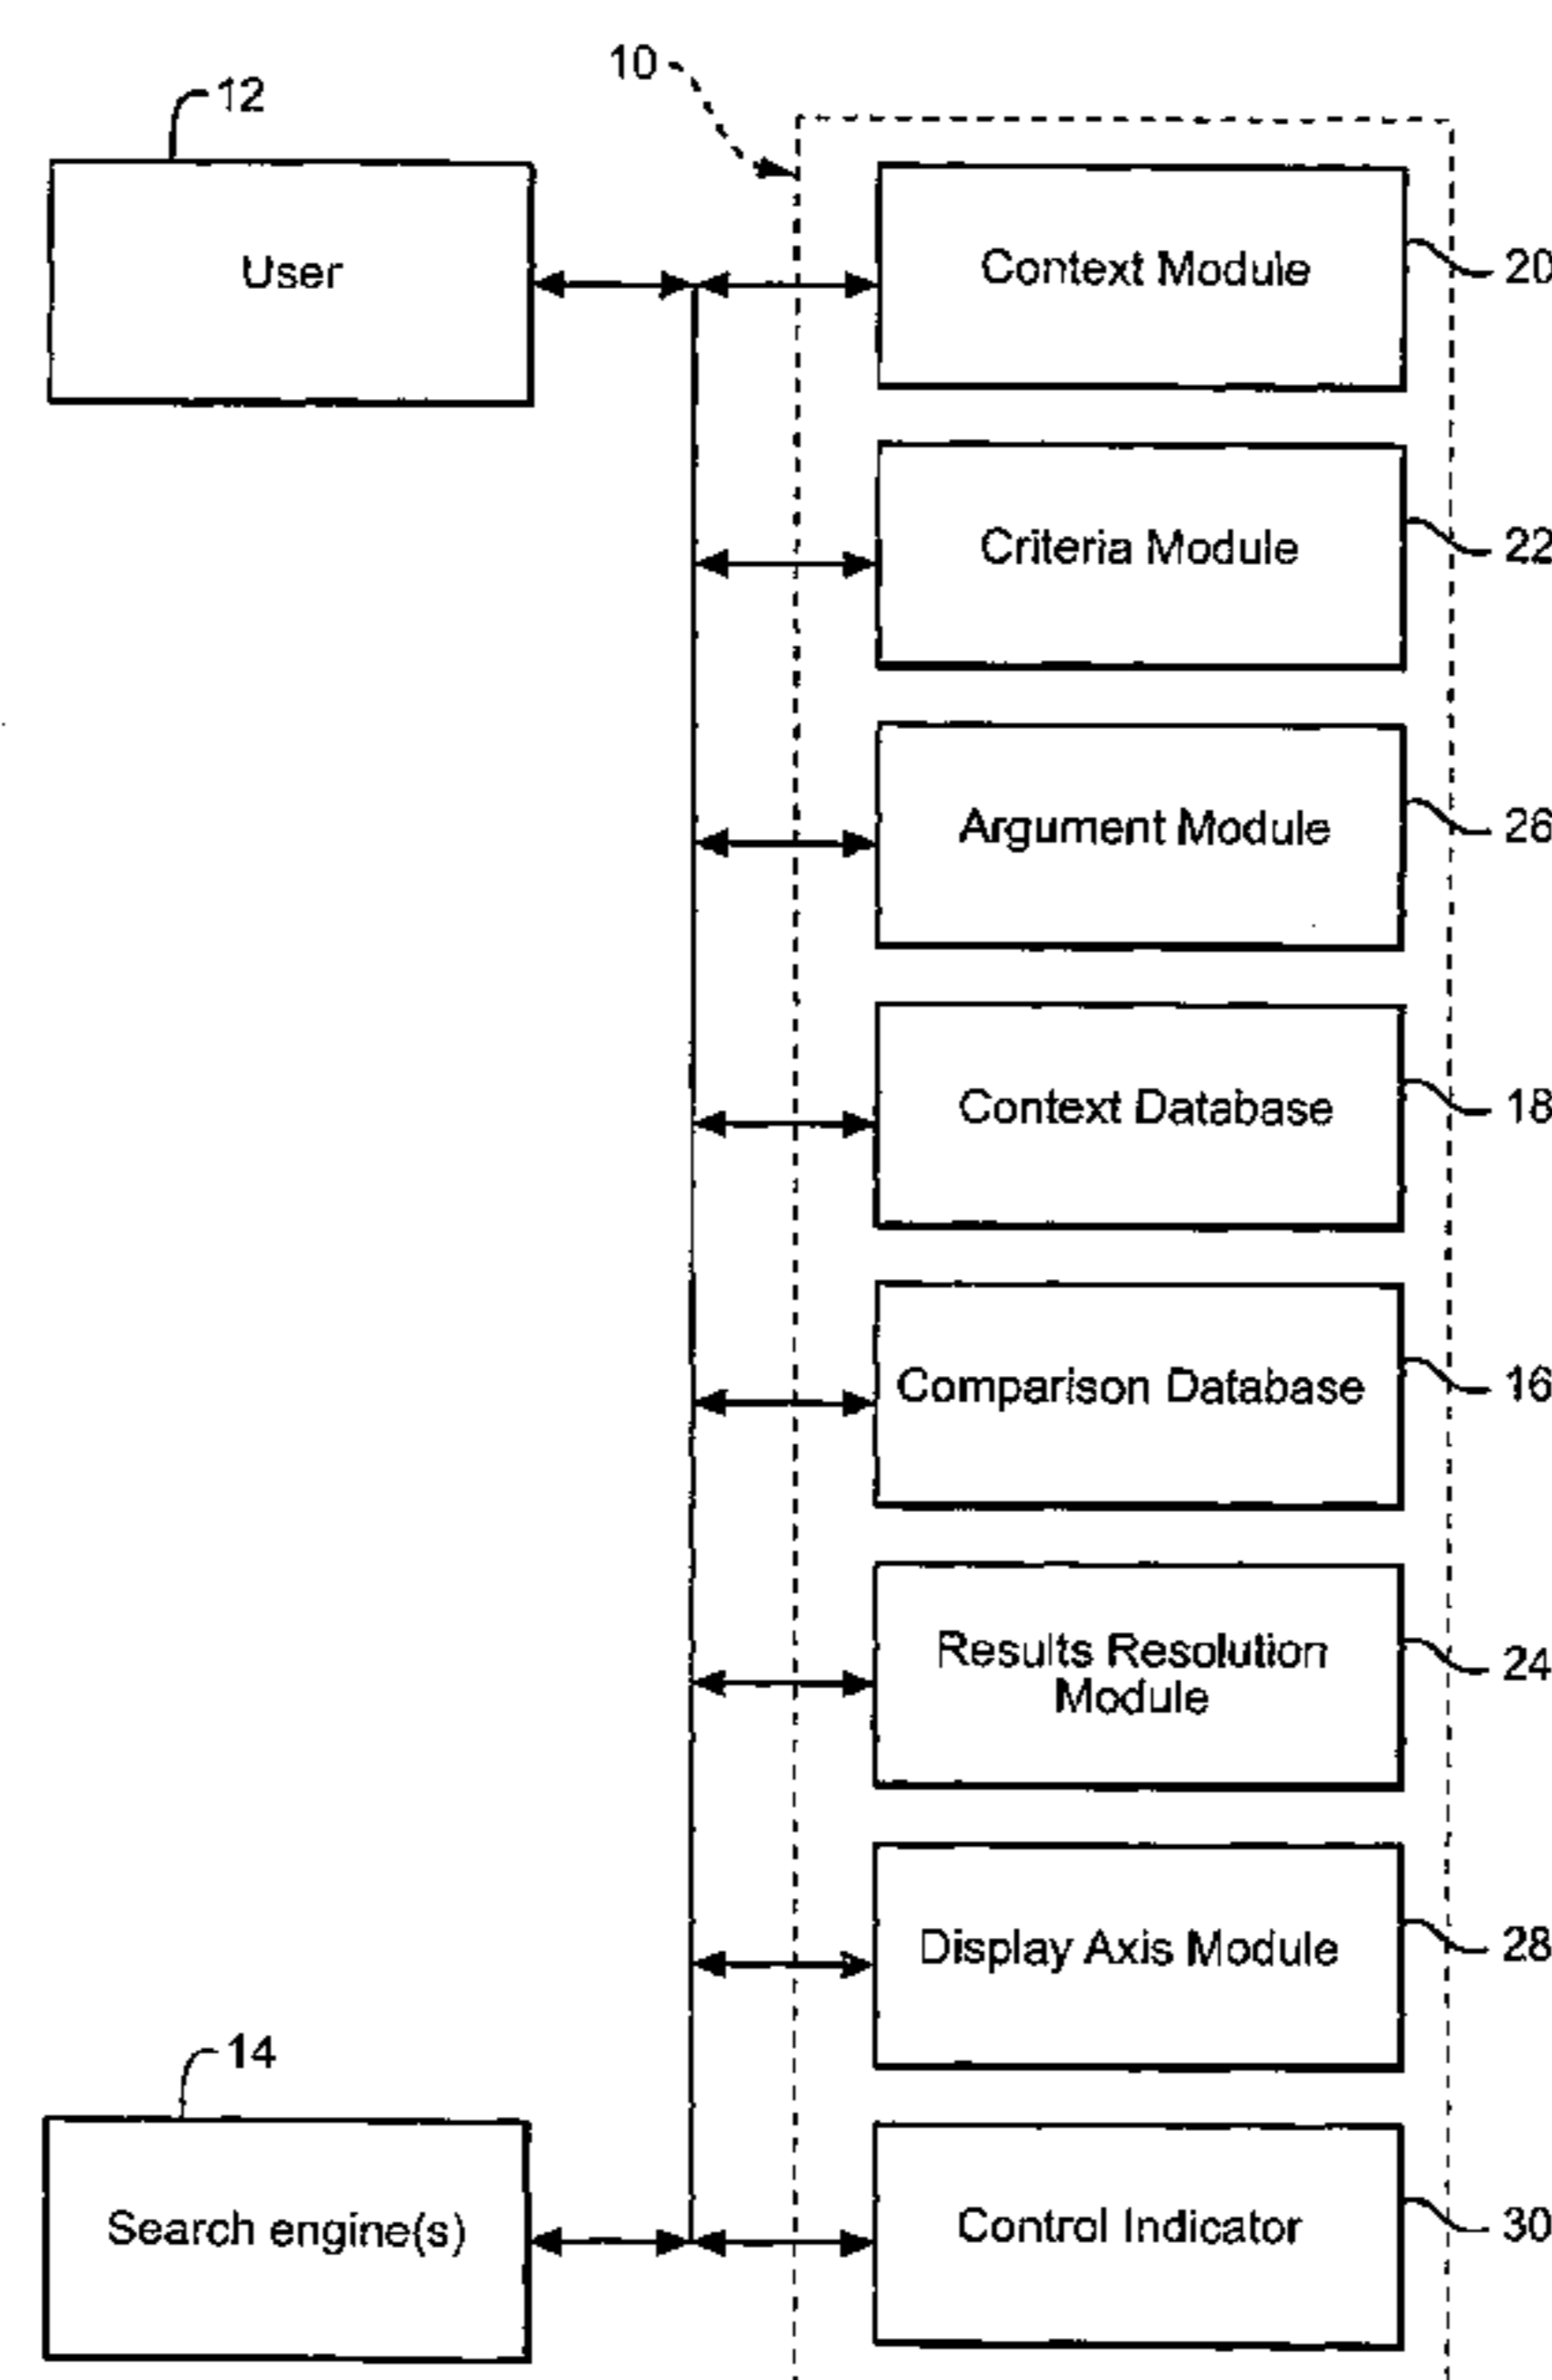 10
12
User
Context Module
20
Criteria Module
22
Argument Module
26
Context Database
18
Comparison Database
16
Results Resolution
Module
24
Display Axis Module
28
14
Search engine(s)
Control Indicator
30